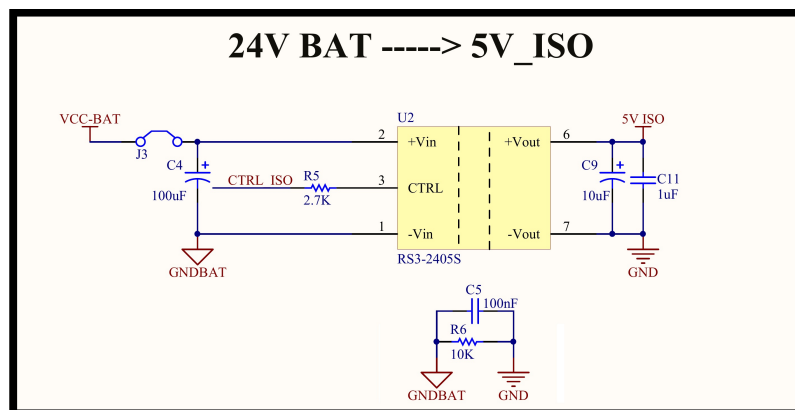 24V BAT -----> 5V_ISO
VCC-BAT
J3
C4
100uF
CTRL_ISO
R5
2.7K
U2
2 +Vin
3 CTRL
1 -Vin
+Vout 6
-Vout 7
RS3-2405S
5V ISO
C9
10uF
C11
1uF
GNDBAT
GND
C5
100nF
R6
10K
GNDBAT
GND